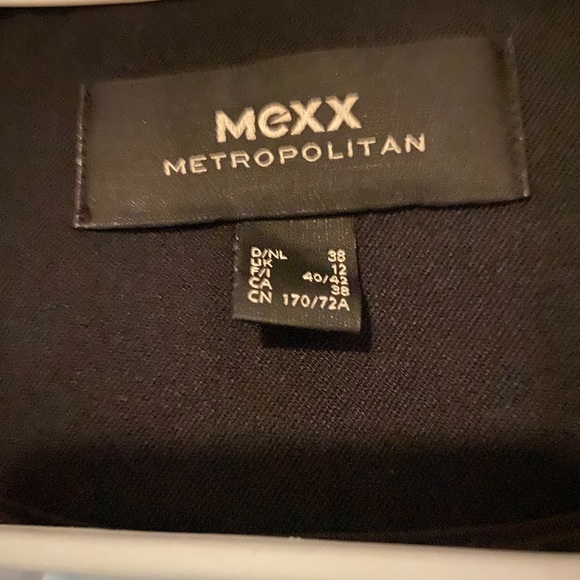 mexx
METROPOLITAN
D/NL 38
UK 12
F/I 40/42
CA 38
CN 170/72A